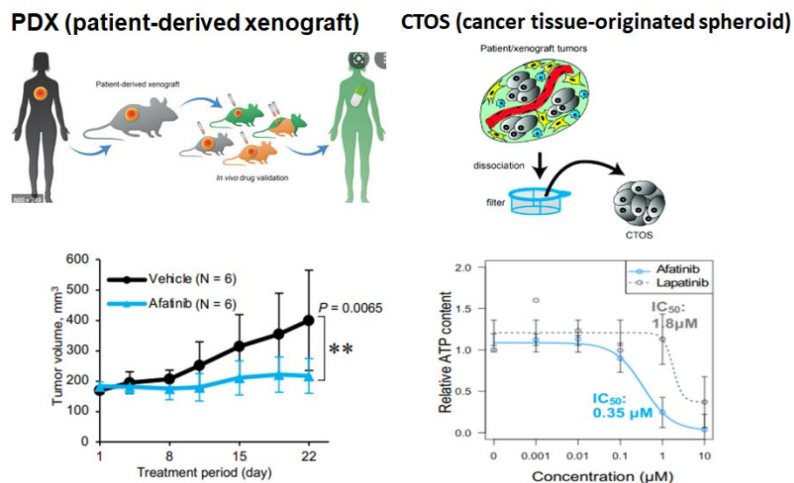 PDX (patient-derived xenograft)
Patient-derived xenograft
In vivo drug validation
CTOS (cancer tissue-originated spheroid)
Patient/xenograft tumors
dissociation
filter
CTOS
Tumor volume, mm3
600
500
400
300
200
100
0
Vehicle (N = 6)
Afatinib (N = 6)
P = 0.0065
**
1 8 15 22
Treatment period (day)
Relative ATP content
2.0
1.5
1.0
0.5
0.0
Afatinib
Lapatinib
IC50:
1.8µM
IC50:
0.35 µM
0 0.001 0.01 0.1 1 10
Concentration (µM)